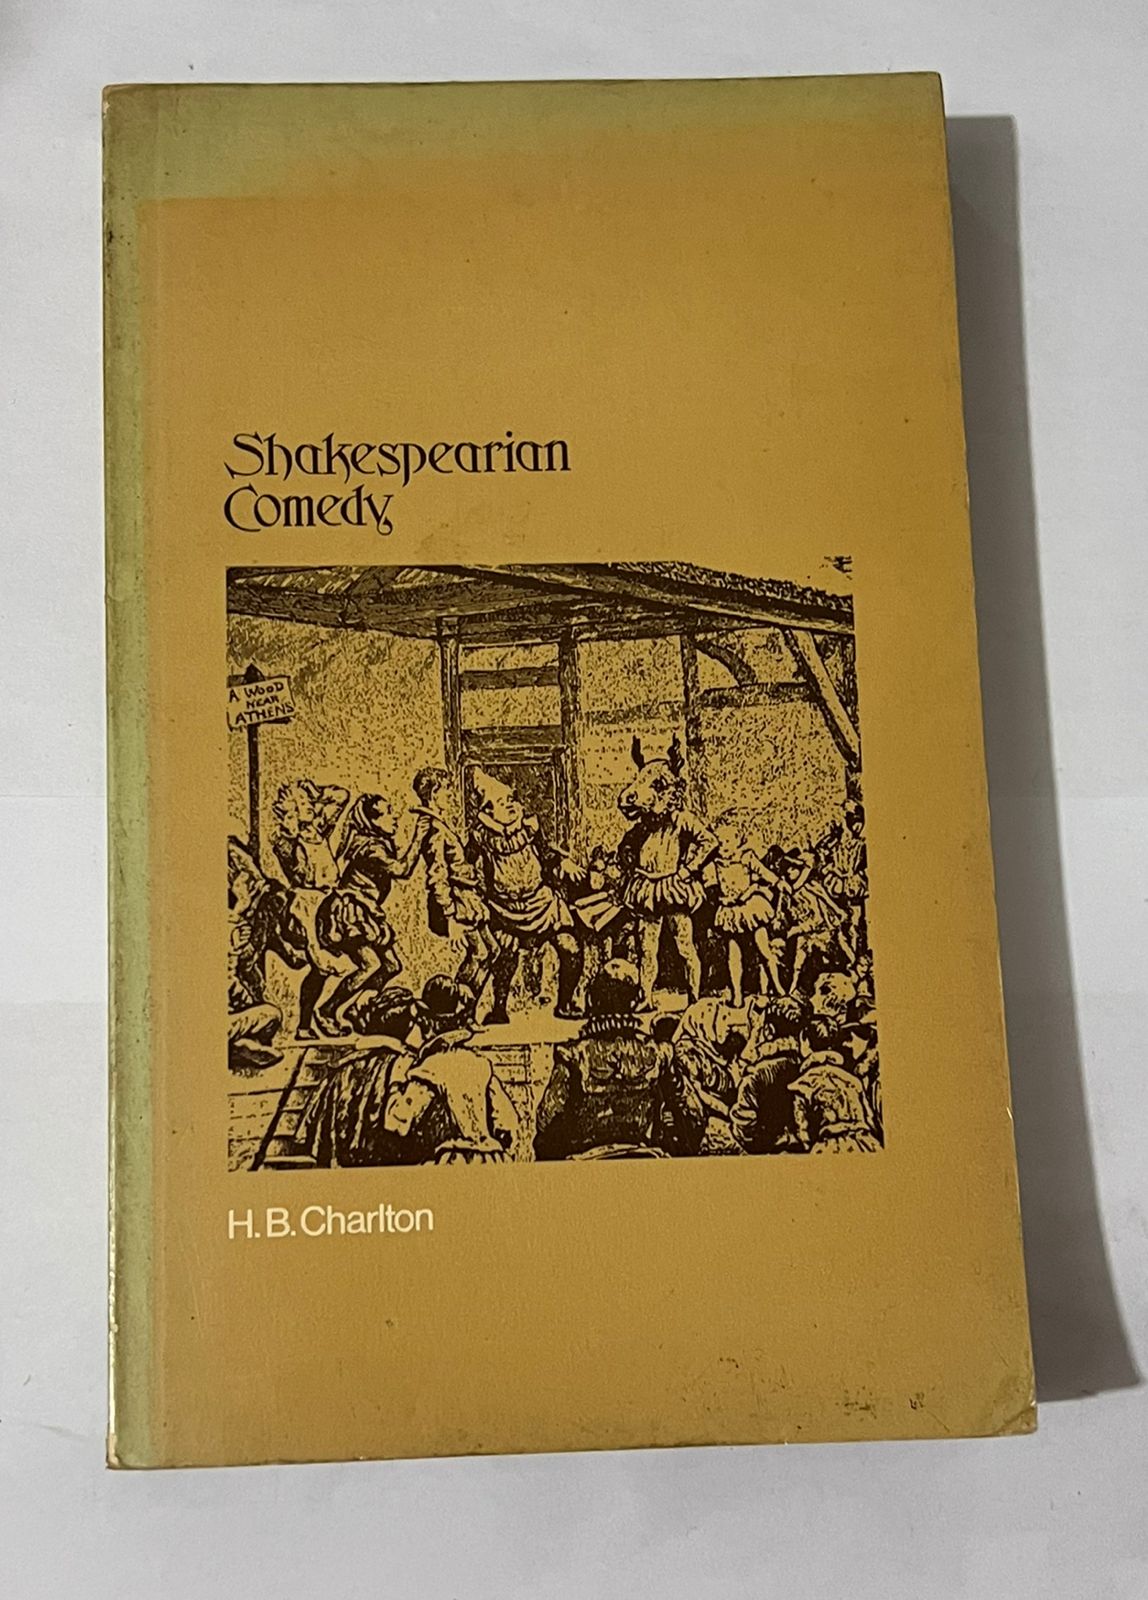 Shakespearian
Comedy
A WOOD
NEAR
ATHENS
H.B. Charlton